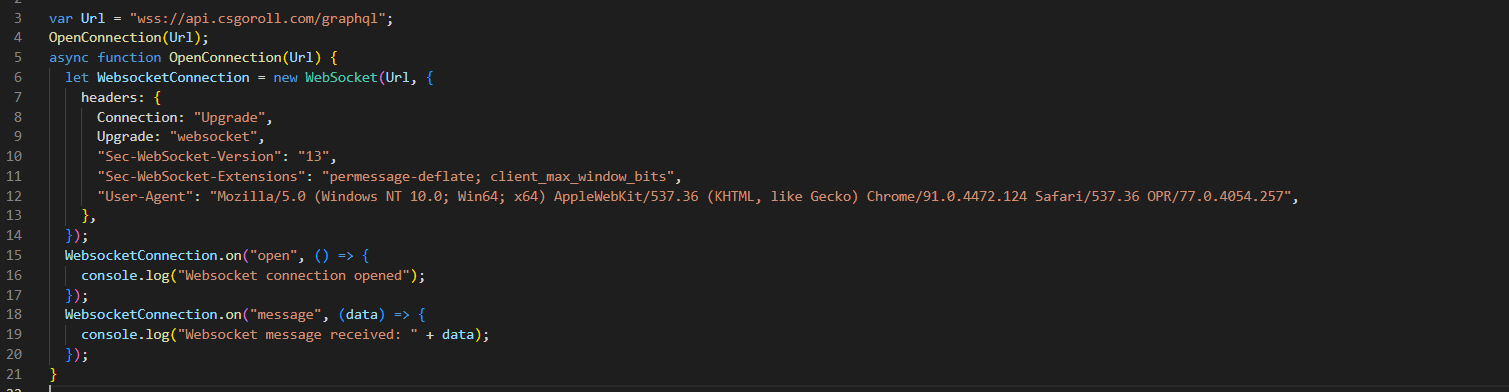 3 var Url = "wss://api.csgoroll.com/graphql";
4 OpenConnection(Url);
5 async function OpenConnection(Url) {
6 let WebsocketConnection = new WebSocket(Url, {
7 headers: {
8 Connection: "Upgrade",
9 Upgrade: "websocket",
10 "Sec-WebSocket-Version": "13",
11 "Sec-WebSocket-Extensions": "permessage-deflate; client_max_window_bits",
12 "User-Agent": "Mozilla/5.0 (Windows NT 10.0; Win64; x64) AppleWebKit/537.36 (KHTML, like Gecko) Chrome/91.0.4472.124 Safari/537.36 OPR/77.0.4054.257",
13 },
14 });
15 WebsocketConnection.on("open", () => {
16 console.log("Websocket connection opened");
17 });
18 WebsocketConnection.on("message", (data) => {
19 console.log("Websocket message received: " + data);
20 });
21 }